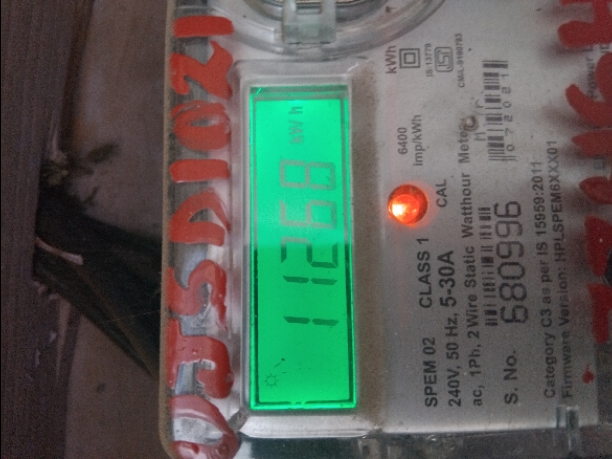 11268 kWh
kWh
IS:13779
6400
imp/kWh
CAL
SPEM 02 CLASS 1
240V, 50 Hz, 5-30A
ac, 1Ph, 2 Wire Static Watthour Meter
072021
S. No. 680996
Category C3 as per IS 15959:2011
Firmware Version: HPLSPEM6XXX01